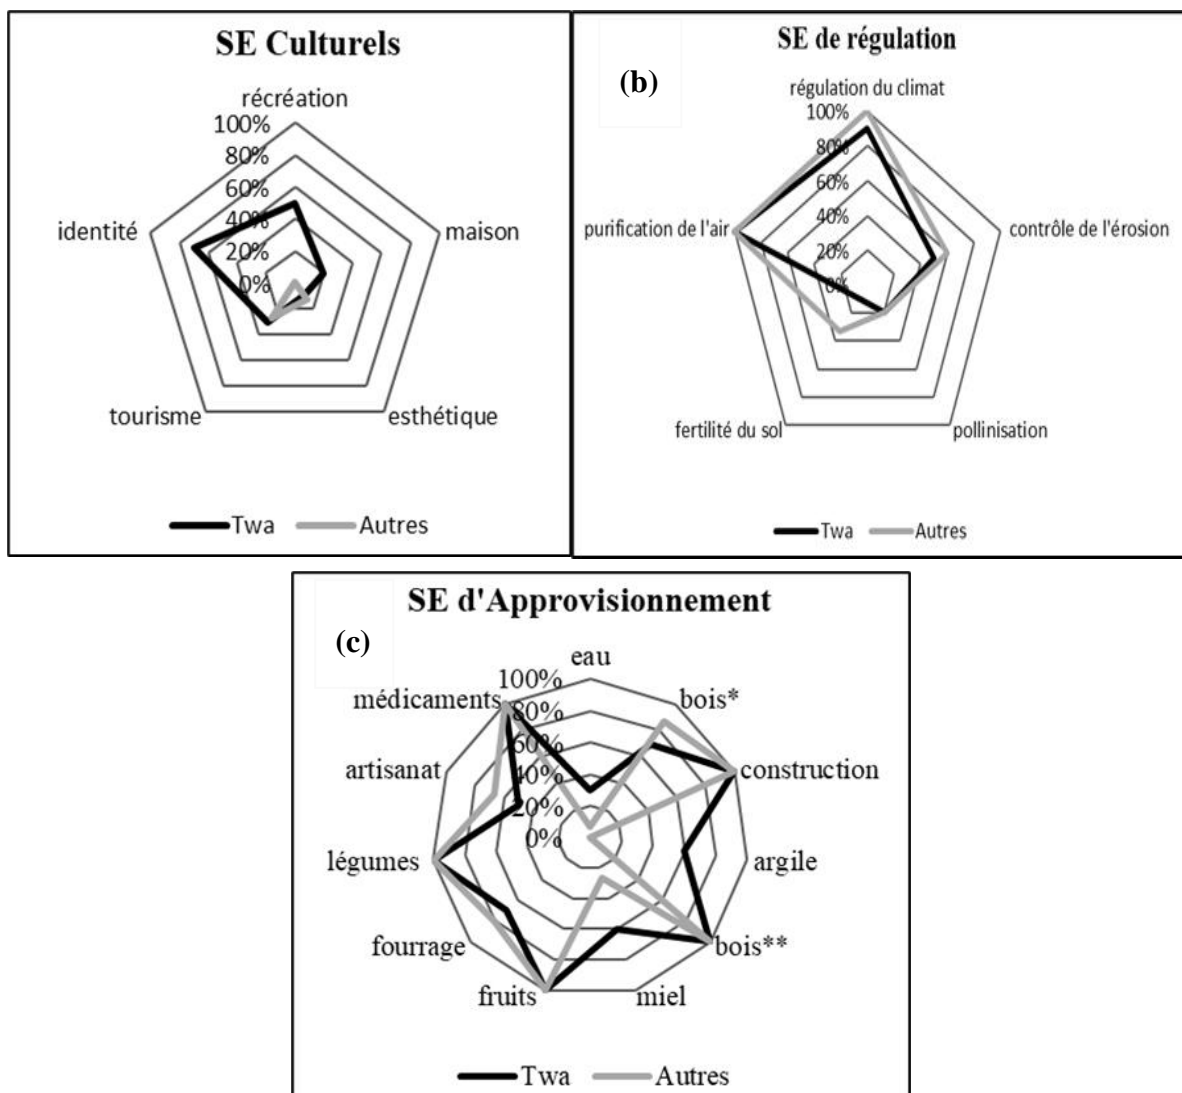 SE Culturels
récréation
100%
80%
60%
40%
20%
0%
identité
maison
tourisme
esthétique
Twa
Autres
SE de régulation
(b)
régulation du climat
100%
80%
60%
40%
20%
0%
purification de l'air
contrôle de l'érosion
fertilité du sol
pollinisation
Twa
Autres
SE d'Approvisionnement
(c)
eau
100%
80%
60%
40%
20%
0%
médicaments
bois*
artisanat
construction
légumes
argile
fourrage
bois**
fruits
miel
Twa
Autres